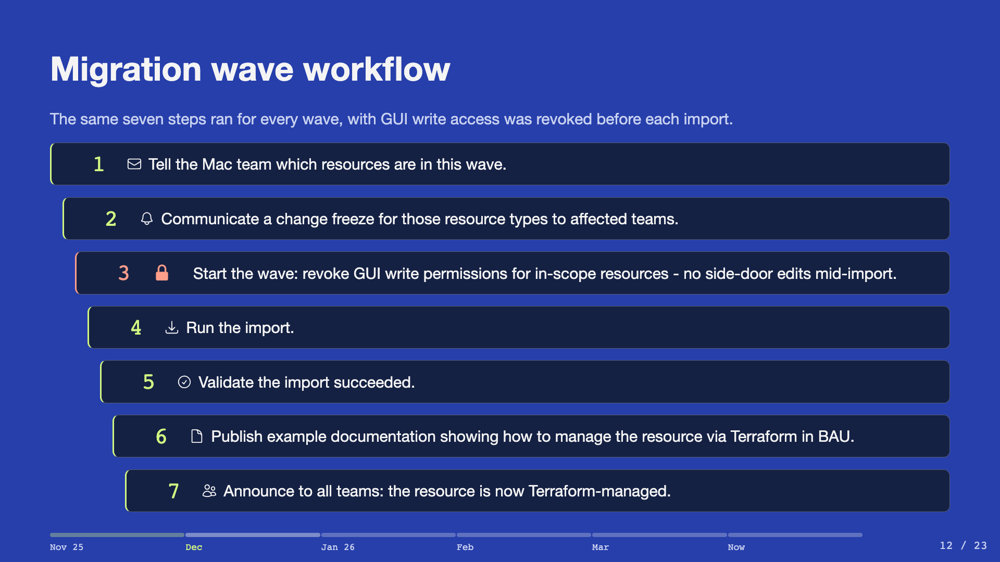 Migration wave workflow
The same seven steps ran for every wave, with GUI write access was revoked before each import.
1 Tell the Mac team which resources are in this wave.
2 Communicate a change freeze for those resource types to affected teams.
3 Start the wave: revoke GUI write permissions for in-scope resources - no side-door edits mid-import.
4 Run the import.
5 Validate the import succeeded.
6 Publish example documentation showing how to manage the resource via Terraform in BAU.
7 Announce to all teams: the resource is now Terraform-managed.
Nov 25 Dec Jan 26 Feb Mar Now
12 / 23